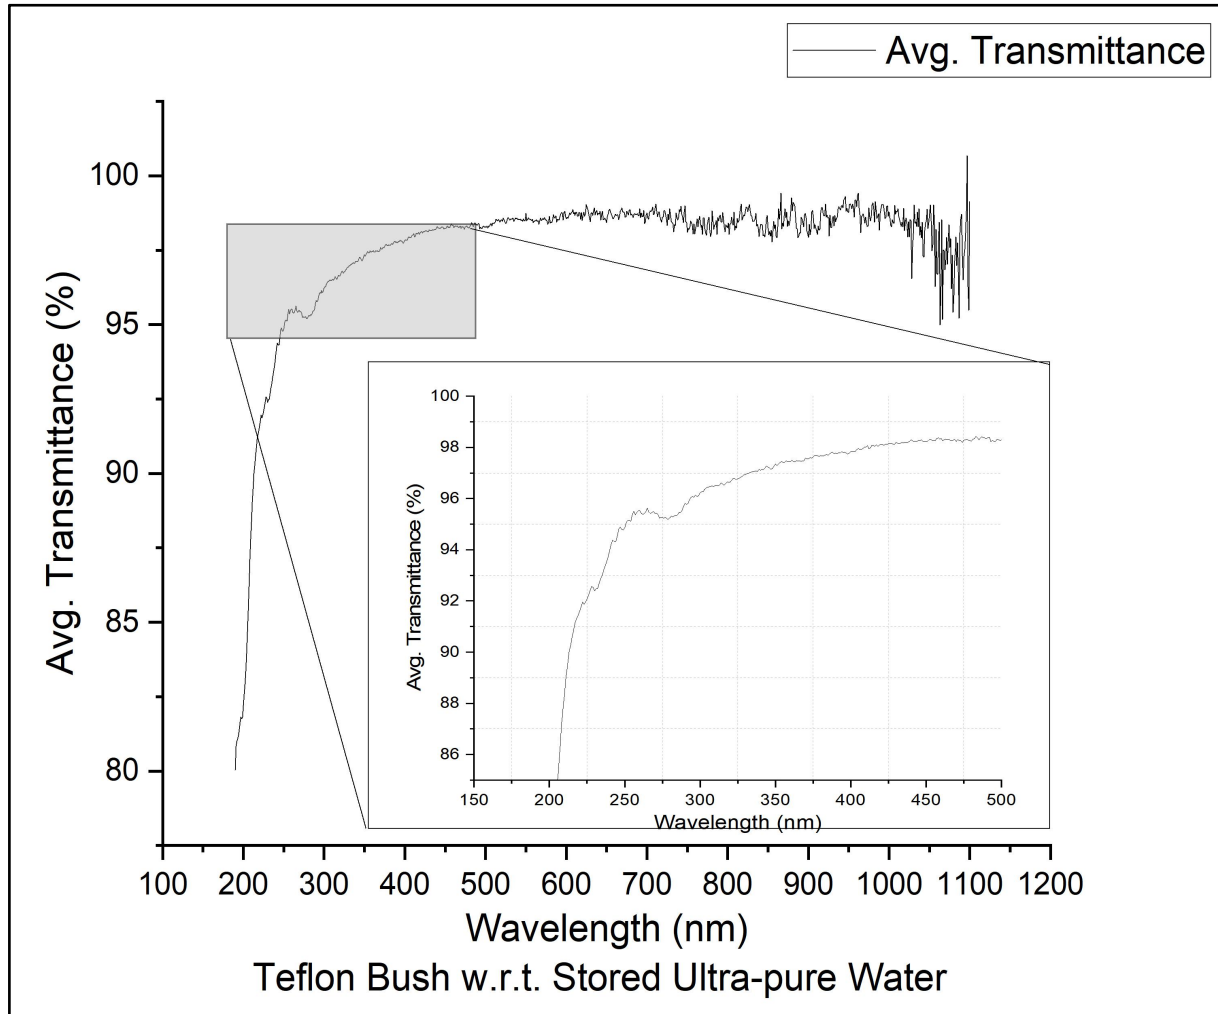 Avg. Transmittance
Avg. Transmittance (%)
100
95
90
85
80
Avg. Transmittance (%)
100
98
96
94
92
90
88
86
150 200 250 300 350 400 450 500
Wavelength (nm)
100 200 300 400 500 600 700 800 900 1000 1100 1200
Wavelength (nm)
Teflon Bush w.r.t. Stored Ultra-pure Water